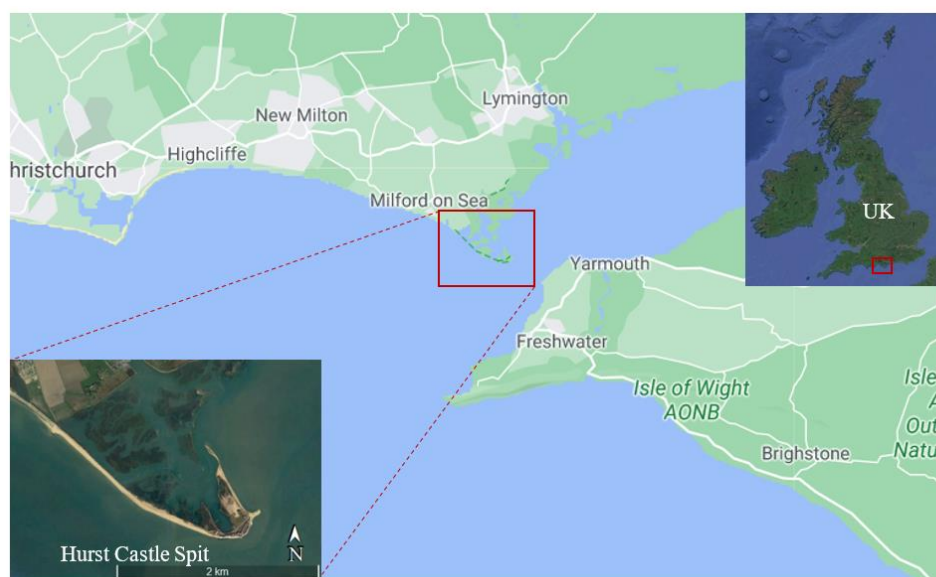 Lymington
New Milton
Highcliffe
hristchurch
Milford on Sea
UK
Yarmouth
Freshwater
Isle of Wight
AONB
Isle
A
Out
Natu
Brighstone
Hurst Castle Spit
N
2 km